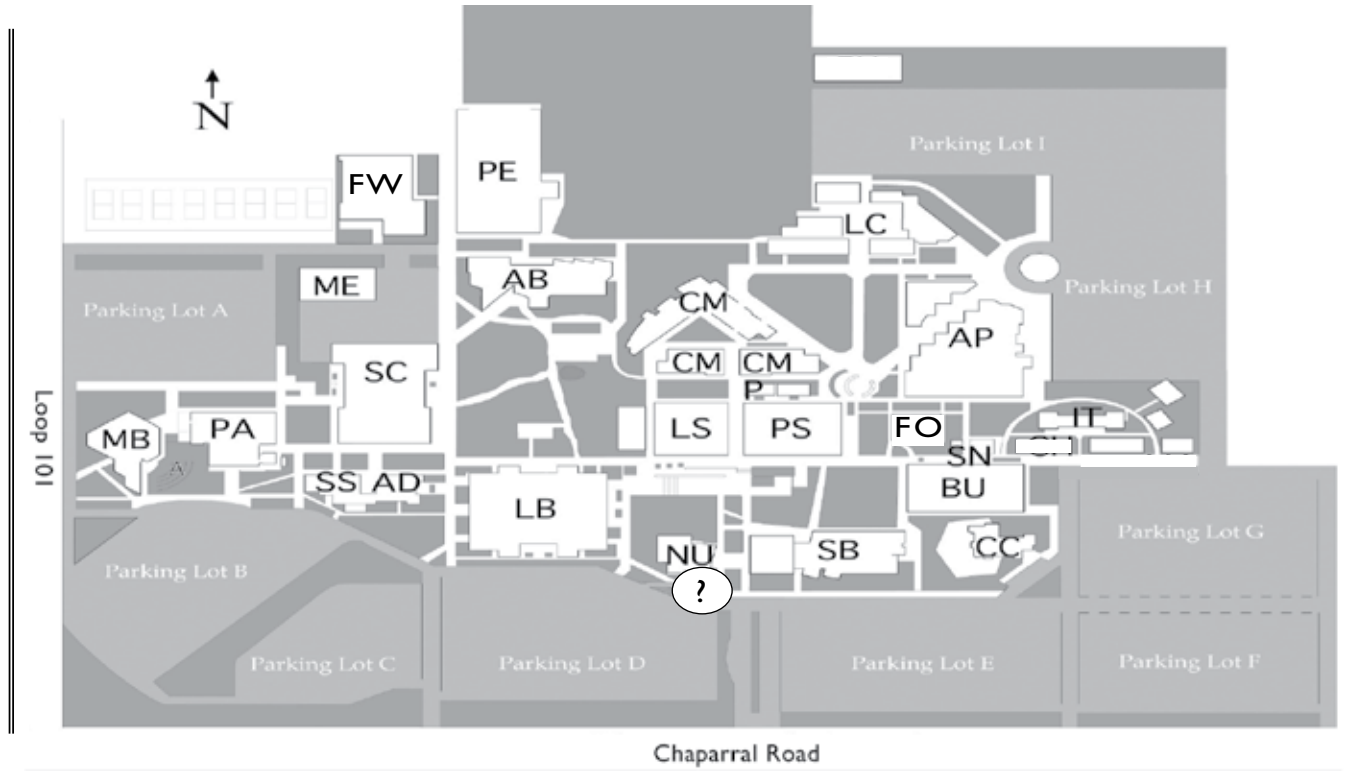 N
Parking Lot I
FW
PE
LC
ME
AB
CM
Parking Lot H
Parking Lot A
AP
SC
CM
CM
P
Loop 101
MB
PA
LS
PS
FO
IT
A
SN
SS
AD
LB
BU
NU
SB
CC
Parking Lot G
Parking Lot B
?
Parking Lot C
Parking Lot D
Parking Lot E
Parking Lot F
Chaparral Road